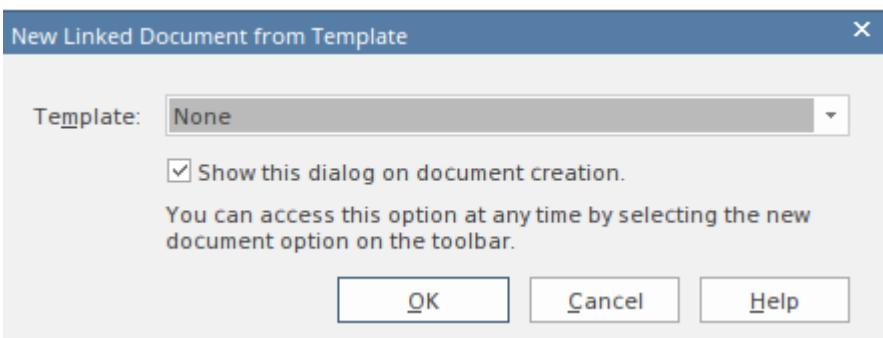 New Linked Document from Template
Template: None
Show this dialog on document creation.
You can access this option at any time by selecting the new
document option on the toolbar.
OK Cancel Help